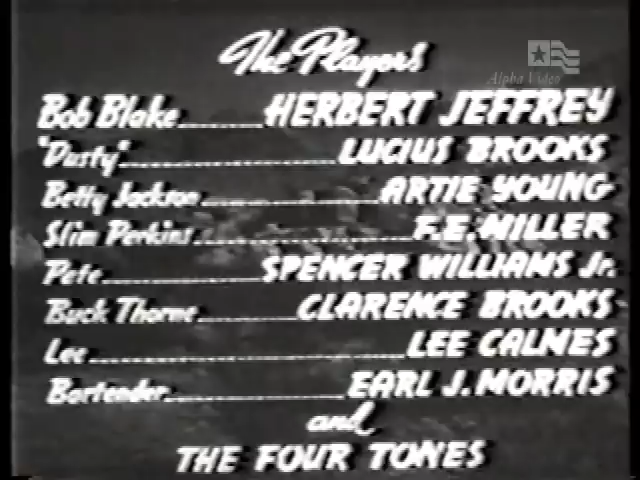 The Players
Alpha Video
Bob Blake........HERBERT JEFFREY
"Dusty"........LUCIUS BROOKS
Betty Jackson........ARTIE YOUNG
Slim Perkins........F.E. MILLER
Pete........SPENCER WILLIAMS Jr.
Buck Thorne........CLARENCE BROOKS
Lee........LEE CALMES
Bartender........EARL J. MORRIS
and
THE FOUR TONES